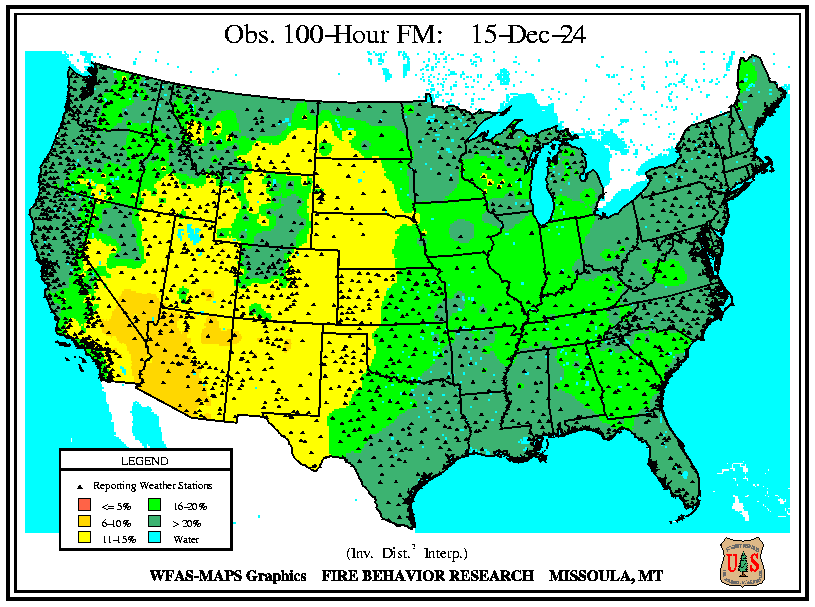 Obs. 100-Hour FM: 15-Dec-24
LEGEND
Reporting Weather Stations
<= 5%
16-20%
6-10%
> 20%
11-15%
Water
(Inv. Dist.² Interp.)
WFAS-MAPS Graphics FIRE BEHAVIOR RESEARCH MISSOULA, MT
U S